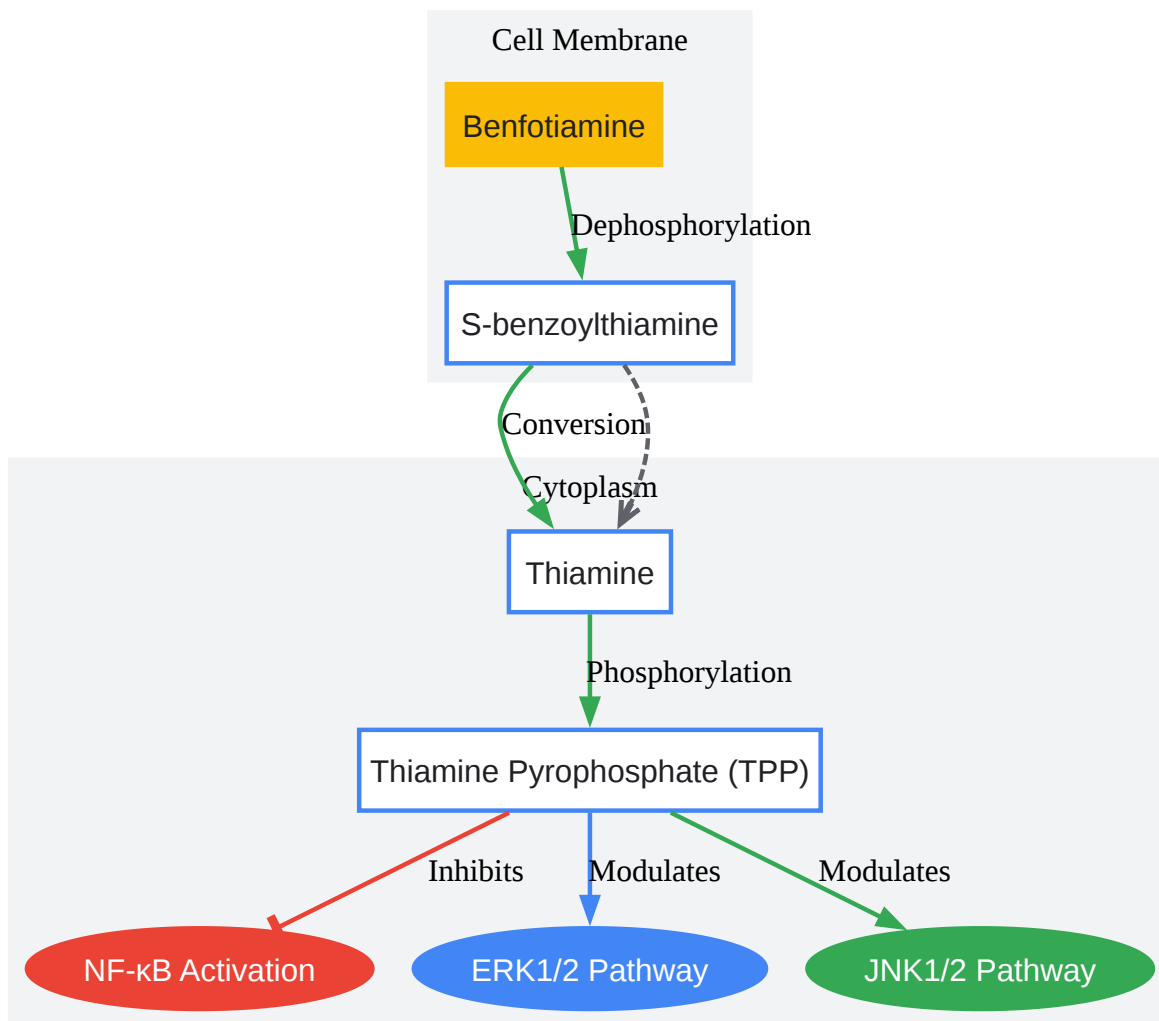 Cell Membrane
Benfotiamine
Dephosphorylation
S-benzoylthiamine
Conversion
Cytoplasm
Thiamine
Phosphorylation
Thiamine Pyrophosphate (TPP)
Inhibits
Modulates
Modulates
NF-κB Activation
ERK1/2 Pathway
JNK1/2 Pathway